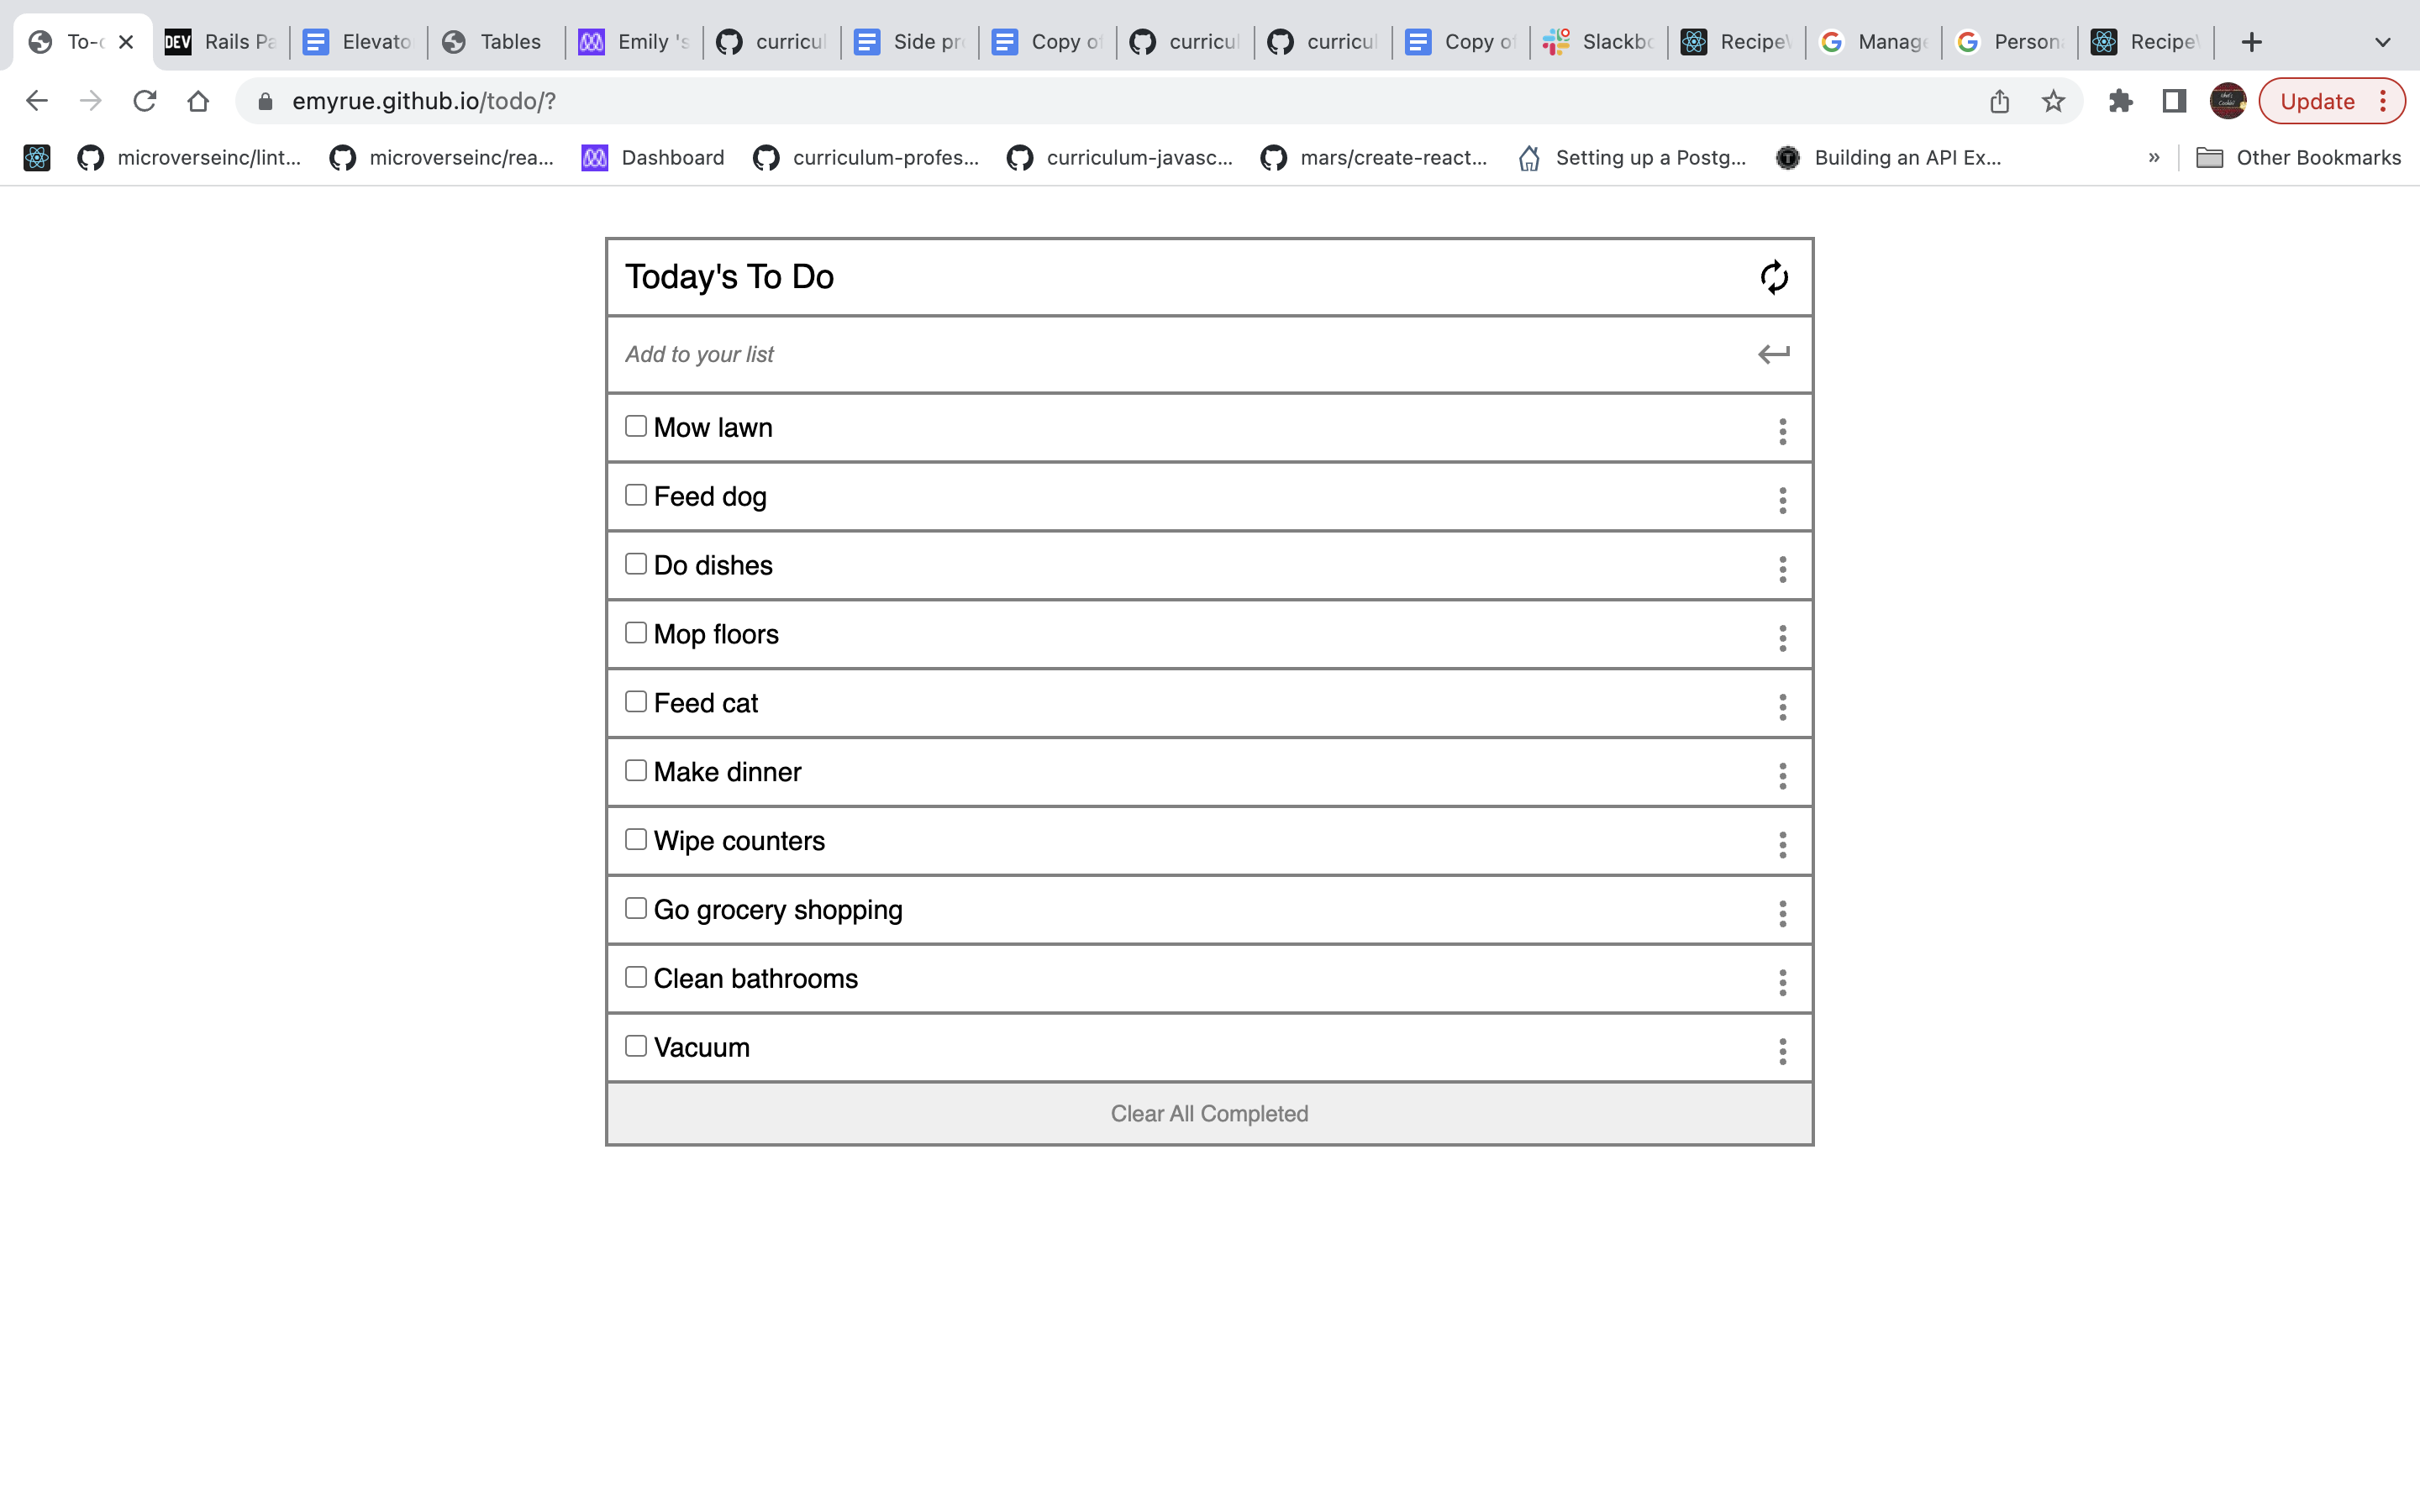 To- DEV Rails Pa Elevato Tables Emily 's curricul Side pr Copy of curricul curricul Copy of Slackbo Recipe Manage Person Recipe
emyrue.github.io/todo/? Update
microverseinc/lint... microverseinc/rea... Dashboard curriculum-profes... curriculum-javasc... mars/create-react... Setting up a Postg... Building an API Ex... » Other Bookmarks
Today's To Do
Add to your list
Mow lawn
Feed dog
Do dishes
Mop floors
Feed cat
Make dinner
Wipe counters
Go grocery shopping
Clean bathrooms
Vacuum
Clear All Completed